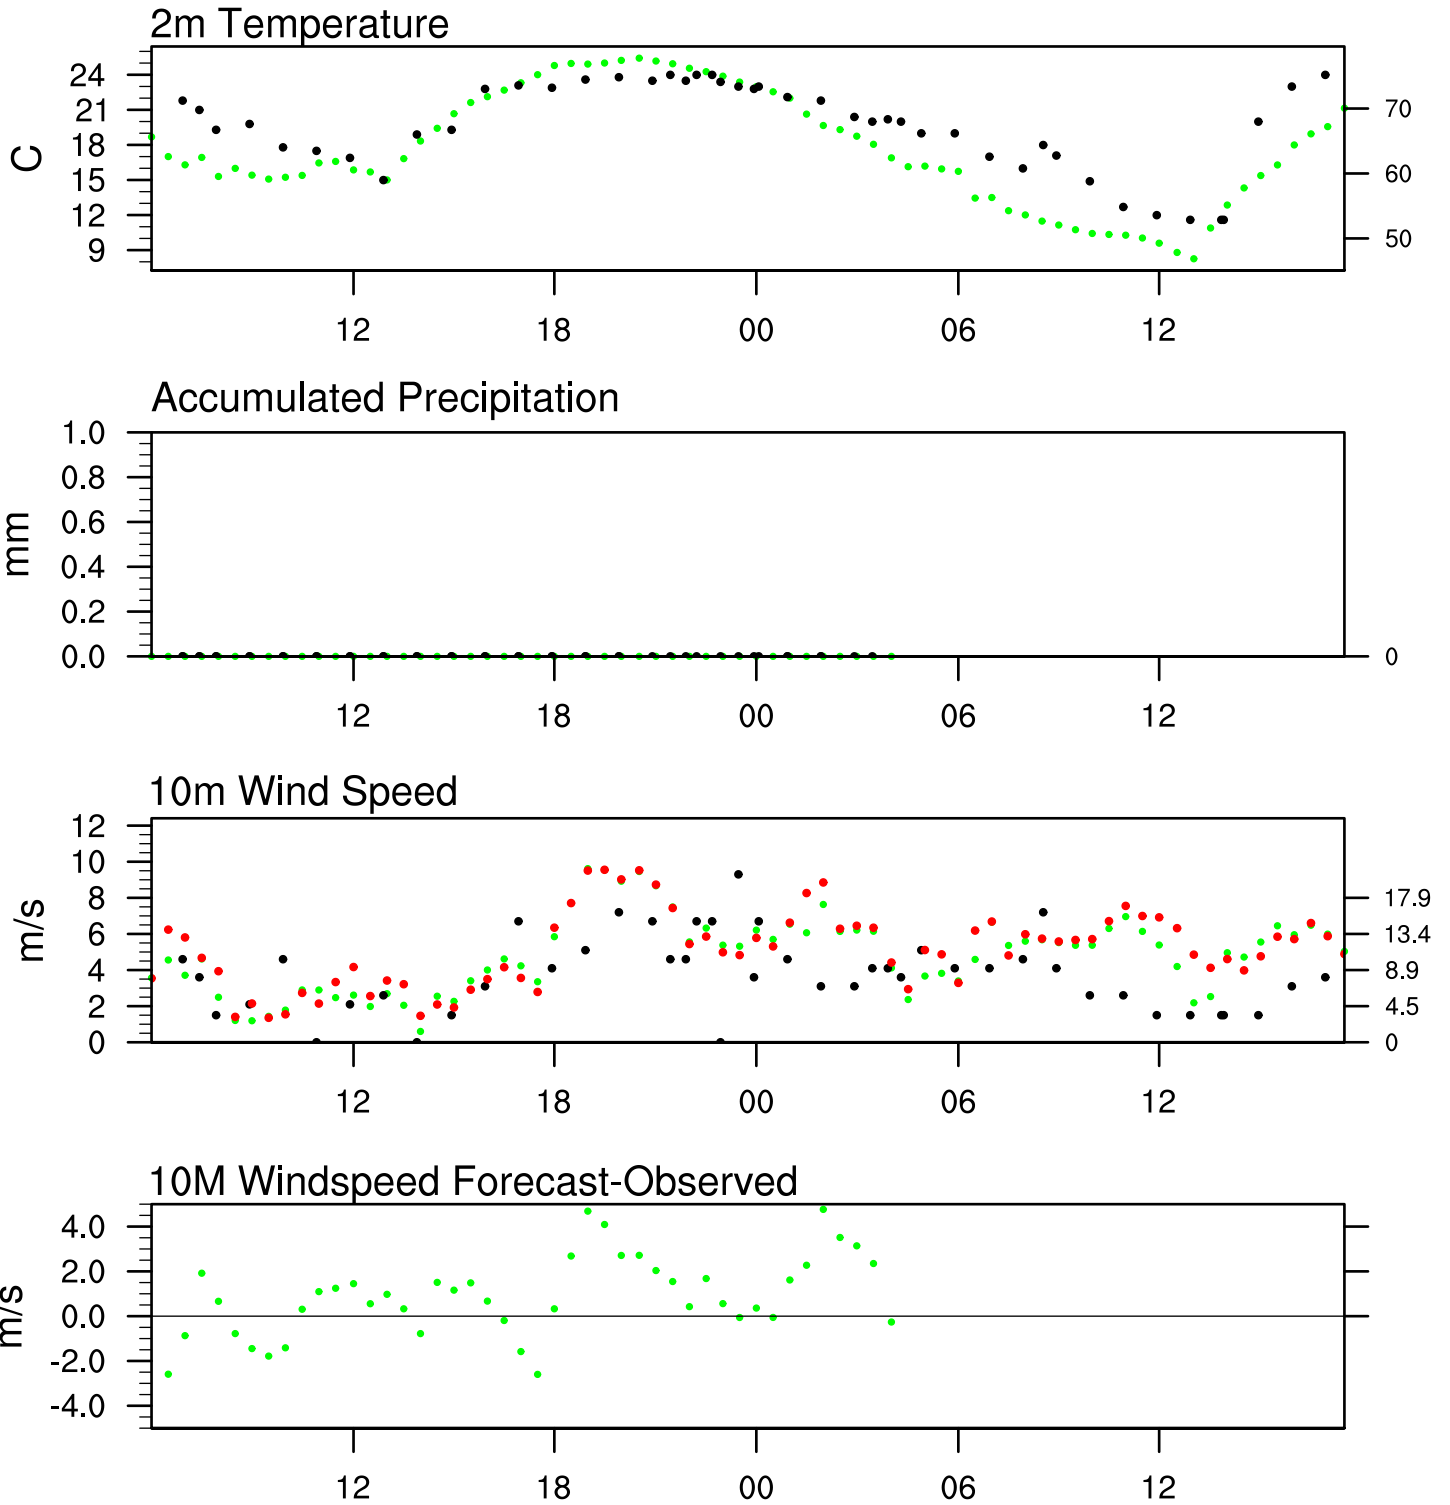 2m Temperature
24
21
18
15
12
9
C
70
60
50
12 18 00 06 12
Accumulated Precipitation
1.0
0.8
0.6
0.4
0.2
0.0
mm
0
12 18 00 06 12
10m Wind Speed
12
10
8
6
4
2
0
m/s
17.9
13.4
8.9
4.5
0
12 18 00 06 12
10M Windspeed Forecast-Observed
4.0
2.0
0.0
-2.0
-4.0
m/s
12 18 00 06 12